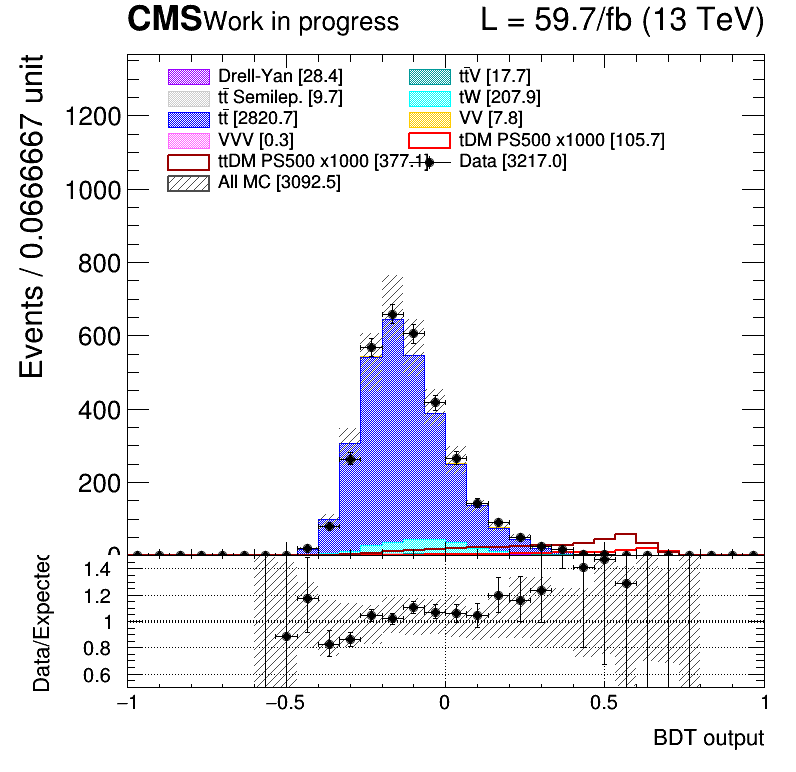 CMS Work in progress L = 59.7/fb (13 TeV)
Drell-Yan [28.4] tt̄V [17.7]
tt̄ Semilep. [9.7] tW [207.9]
tt̄ [2820.7] VV [7.8]
VVV [0.3] tDM PS500 x1000 [105.7]
ttDM PS500 x1000 [377.1] Data [3217.0]
All MC [3092.5]
Events / 0.0666667 unit
1200
1000
800
600
400
200
0
Data/Expected
1.4
1.2
1
0.8
0.6
−1 −0.5 0 0.5 1
BDT output